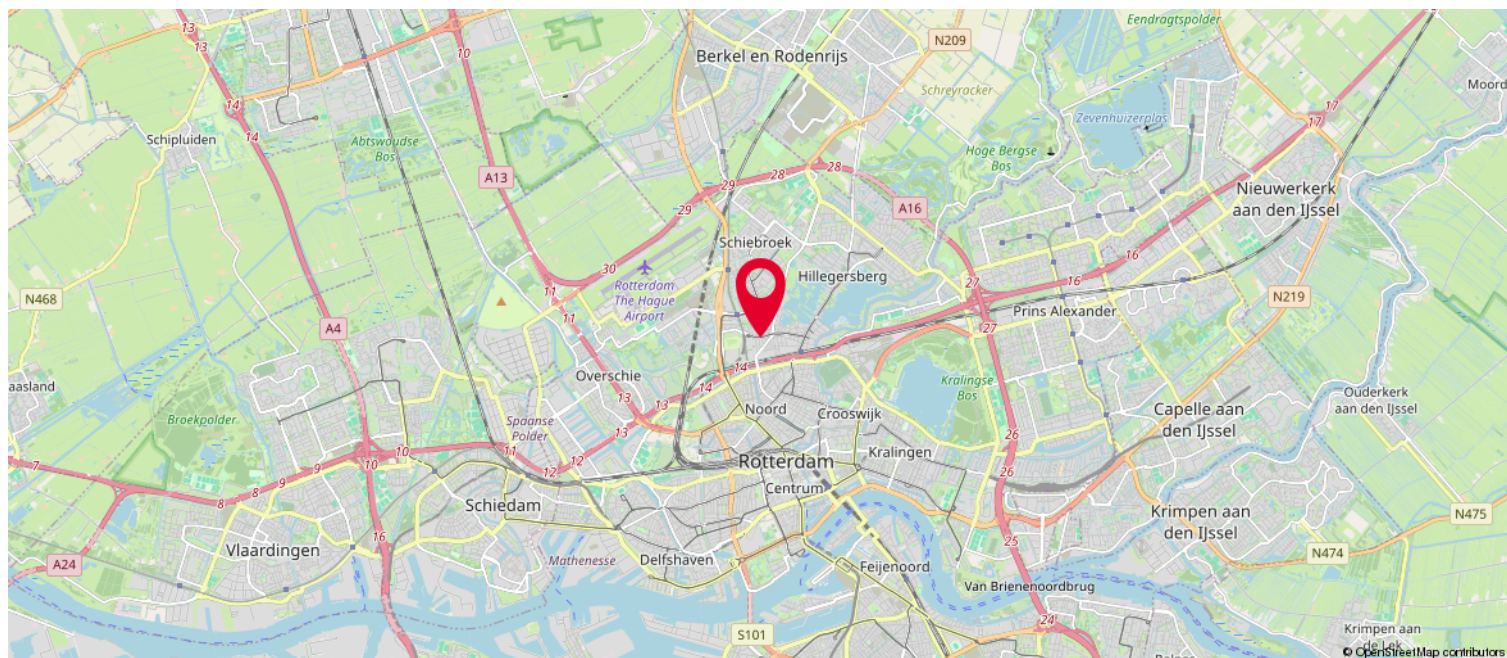 13
13
10
Eendragtspolder
N209
Berkel en Rodenrijs
17
Moord
14
14
Schipluiden
Abtswoudse
Bos
Schreyracker
Zevenhuizerplas
17
Hoge Bergse
Bos
A13
29
28
28
29
A16
Nieuwerkerk
aan den IJssel
Schiebroek
16
16
30
Rotterdam
The Hague
Airport
Hillegersberg
27
11
N468
N219
A4
11
Prins Alexander
27
14
14
Overschie
aasland
Kralingse
Bos
Ouderkerk
aan den IJssel
13
Broekpolder
Spaanse
Polder
Noord
Crooswijk
Capelle aan
den IJssel
13
26
10
10
11
Kralingen
7
9
12
12
Rotterdam
9
8
8
26
Centrum
Schiedam
Krimpen aan
den IJssel
N475
16
25
Vlaardingen
N474
A24
Mathenesse
Delfshaven
Feijenoord
Van Brienenoordbrug
24
S101
Krimpen aan
de Lek
© OpenStreetMap contributors